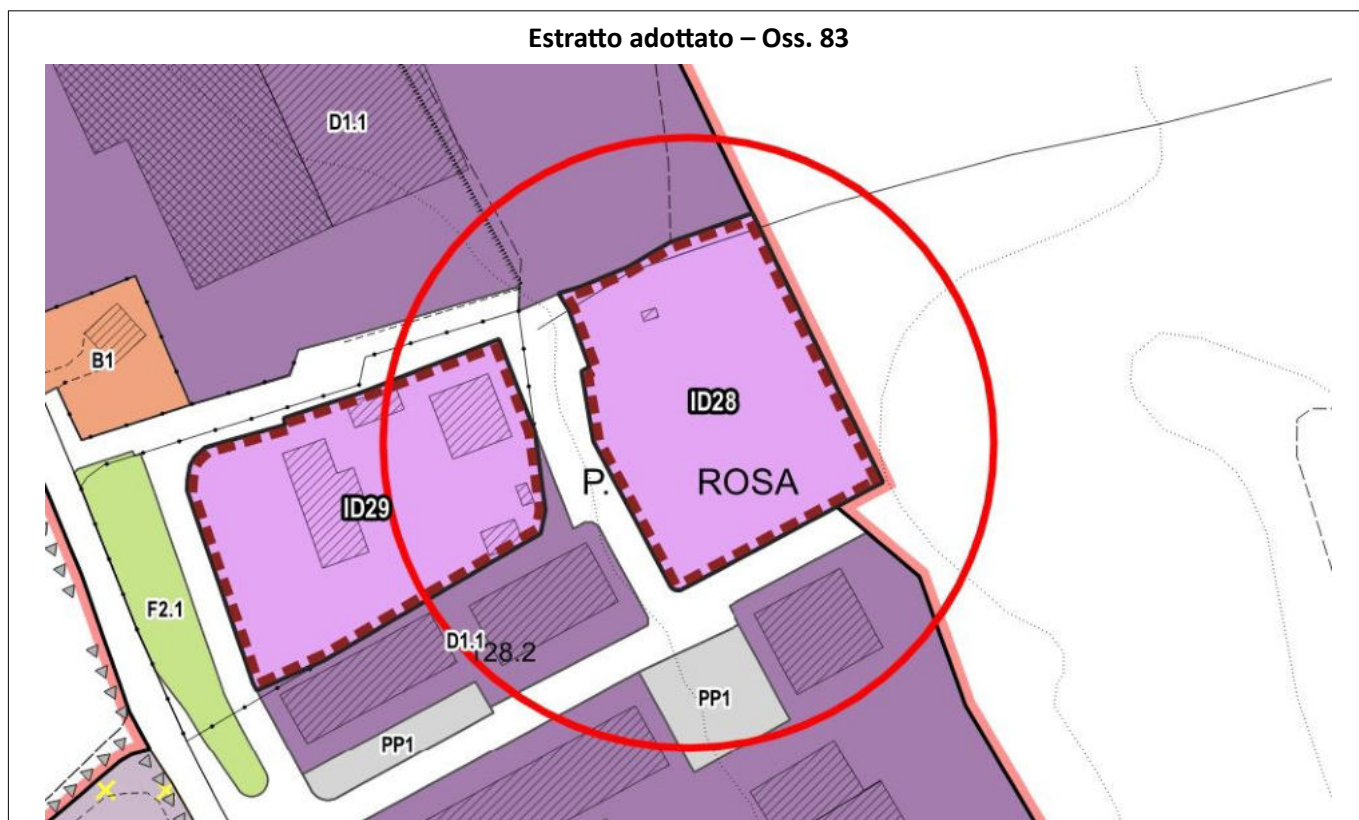 Estratto adottato – Oss. 83
D1.1
B1
ID28
P. ROSA
ID29
F2.1
D1.1
128.2
PP1
PP1